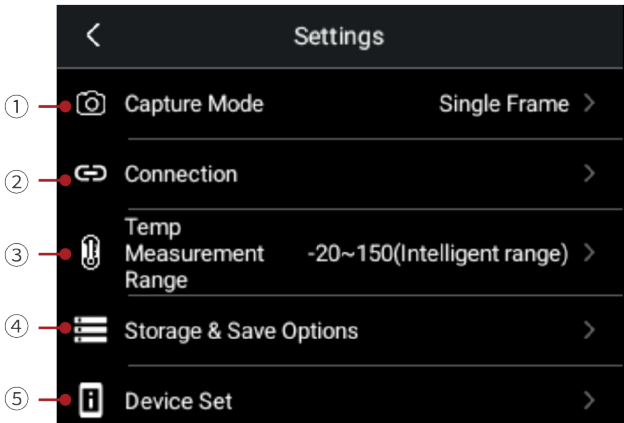 Settings
① Capture Mode Single Frame
② Connection
Temp
③ Measurement -20~150(Intelligent range)
Range
④ Storage & Save Options
⑤ Device Set